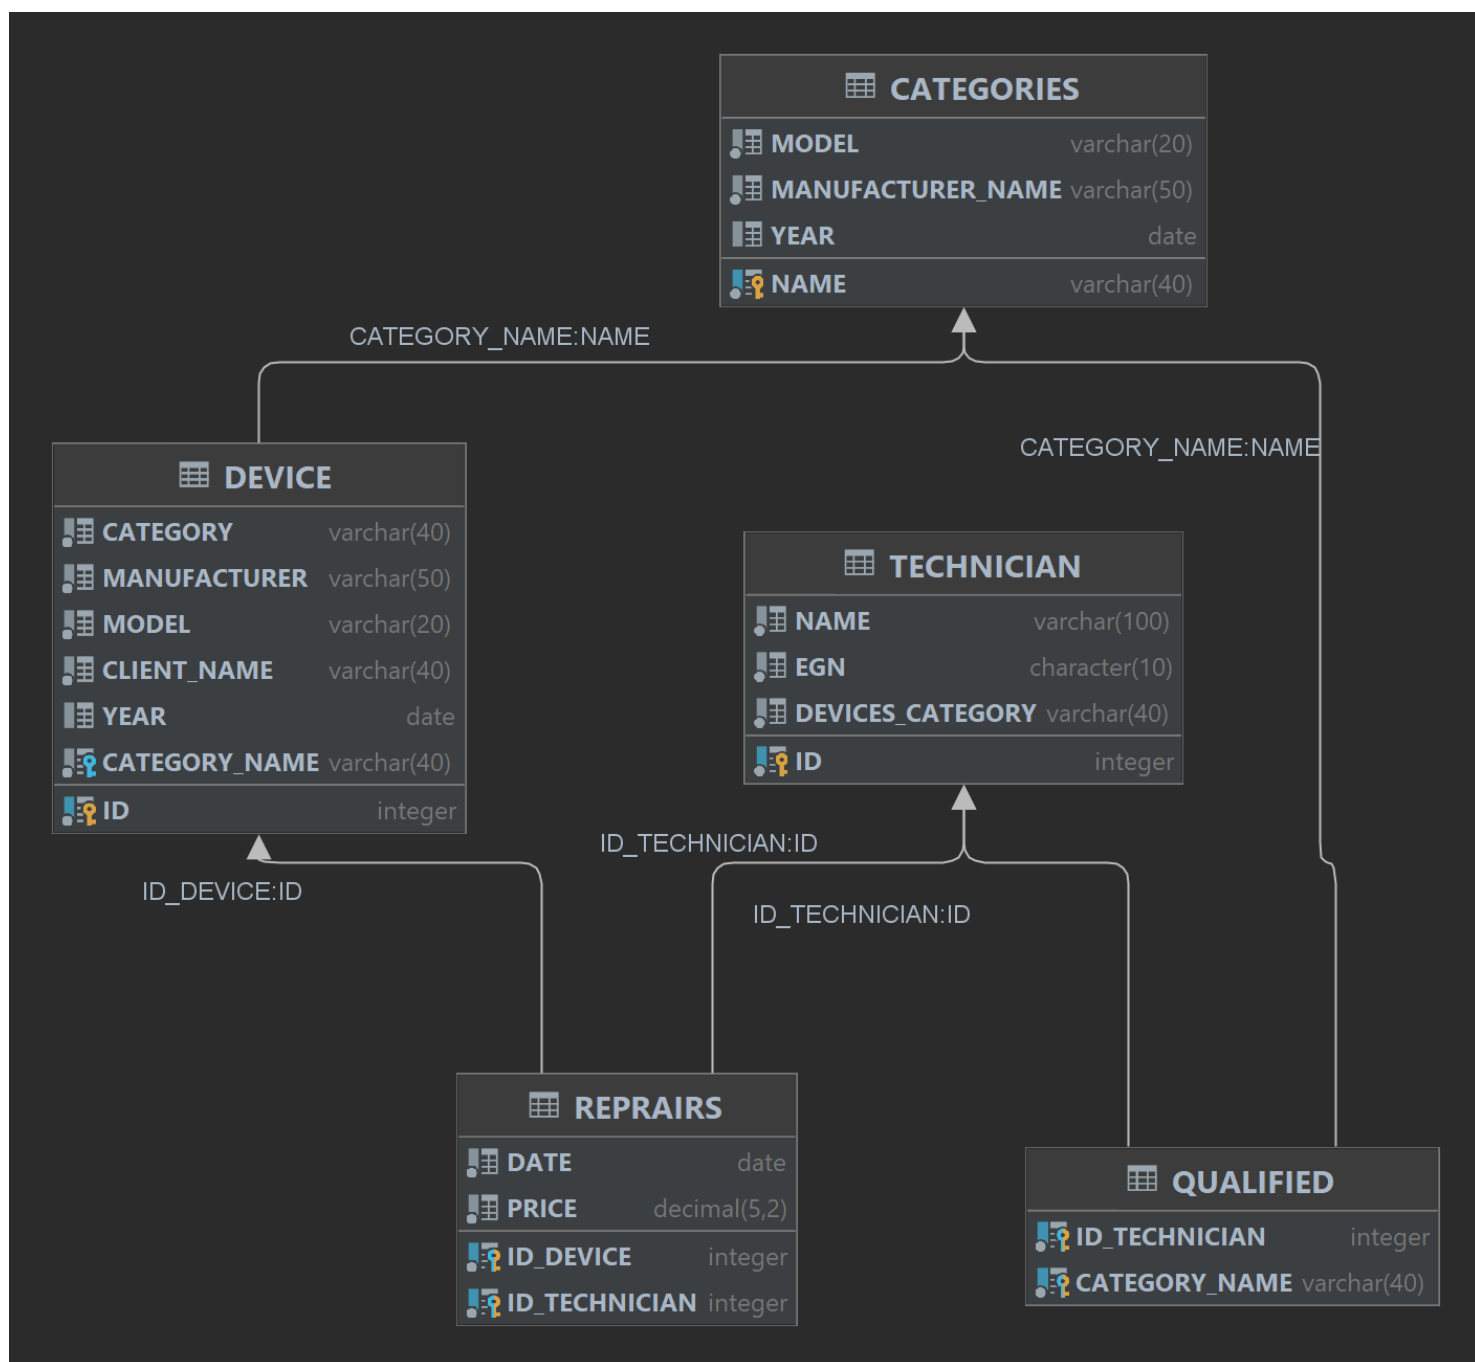 CATEGORIES
MODEL varchar(20)
MANUFACTURER_NAME varchar(50)
YEAR date
NAME varchar(40)
CATEGORY_NAME:NAME
CATEGORY_NAME:NAME
DEVICE
CATEGORY varchar(40)
MANUFACTURER varchar(50)
MODEL varchar(20)
CLIENT_NAME varchar(40)
YEAR date
CATEGORY_NAME varchar(40)
ID integer
TECHNICIAN
NAME varchar(100)
EGN character(10)
DEVICES_CATEGORY varchar(40)
ID integer
ID_TECHNICIAN:ID
ID_DEVICE:ID
ID_TECHNICIAN:ID
REPRAIRS
DATE date
PRICE decimal(5,2)
ID_DEVICE integer
ID_TECHNICIAN integer
QUALIFIED
ID_TECHNICIAN integer
CATEGORY_NAME varchar(40)